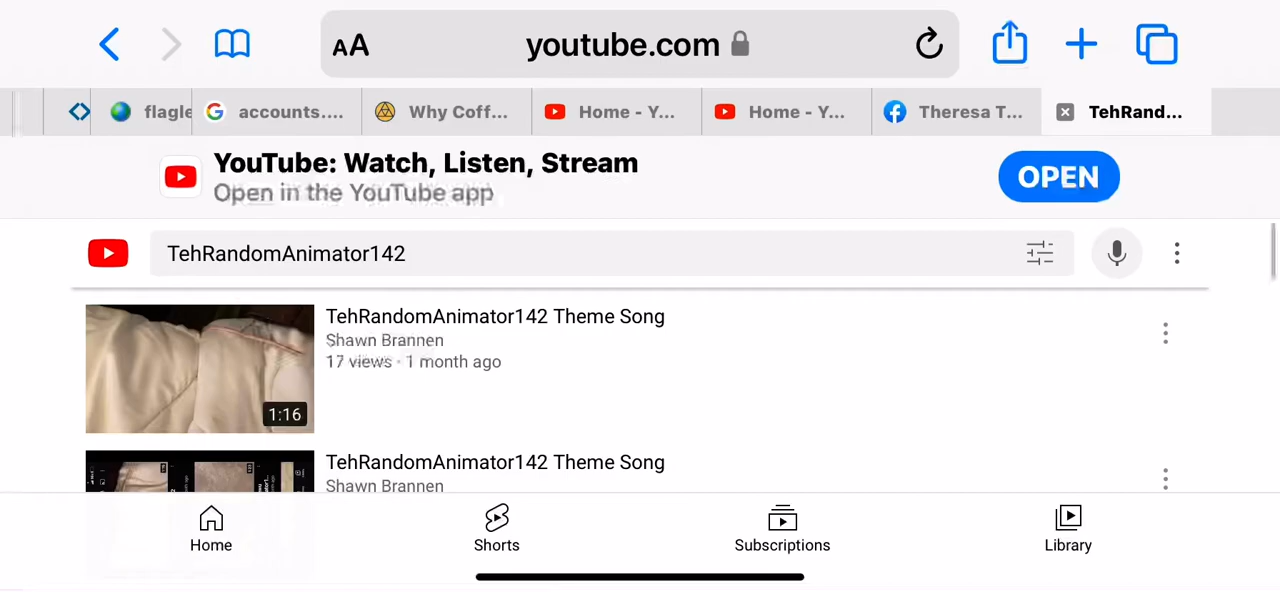 AA youtube.com
flagle accounts.... Why Coff... Home - Y... Home - Y... Theresa T... TehRand...
YouTube: Watch, Listen, Stream
Open in the YouTube app
OPEN
TehRandomAnimator142
TehRandomAnimator142 Theme Song
Shawn Brannen
17 views · 1 month ago
1:16
TehRandomAnimator142 Theme Song
Shawn Brannen
Home Shorts Subscriptions Library